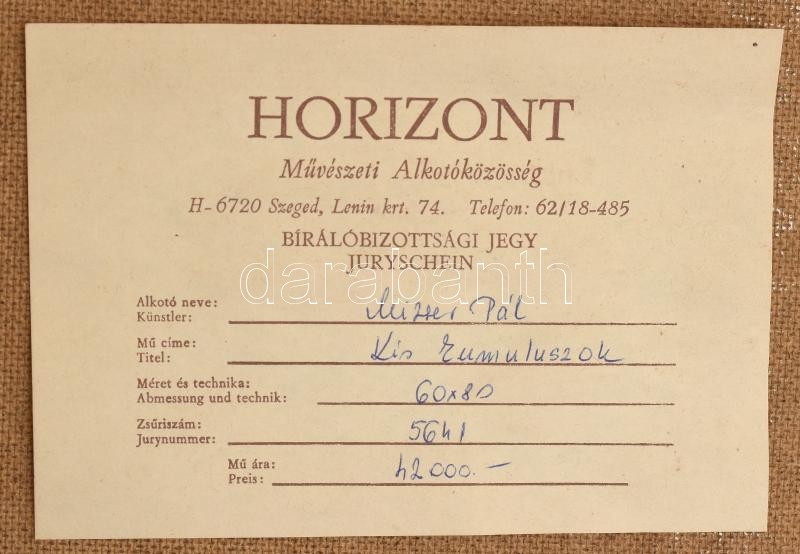 HORIZONT
Művészeti Alkotóközösség
H-6720 Szeged, Lenin krt. 74. Telefon: 62/18-485
BÍRÁLÓBIZOTTSÁGI JEGY
JURYSCHEIN
darabanth
Alkotó neve:
Künstler: Mizser Pál
Mű címe:
Titel: Kis kumuluszok
Méret és technika:
Abmessung und technik: 60x80
Zsűriszám:
Jurynummer: 5641
Mű ára:
Preis: 42000.-